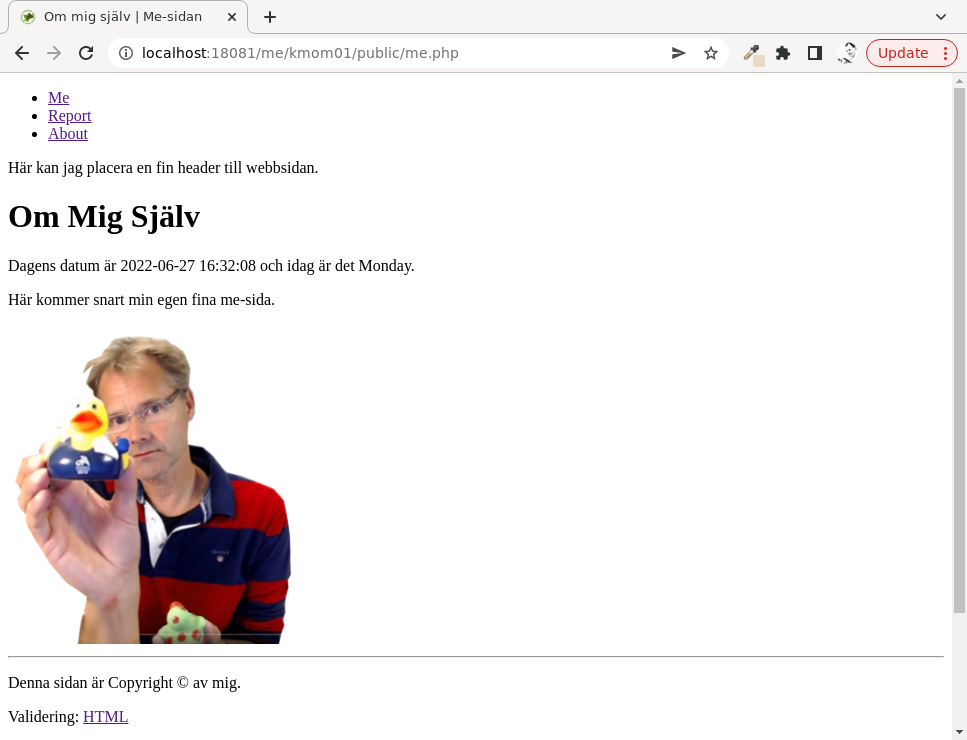 Om mig själv | Me-sidan
localhost:18081/me/kmom01/public/me.php
Update
Me
Report
About
Här kan jag placera en fin header till webbsidan.
Om Mig Själv
Dagens datum är 2022-06-27 16:32:08 och idag är det Monday.
Här kommer snart min egen fina me-sida.
GANT
Denna sidan är Copyright © av mig.
Validering: HTML